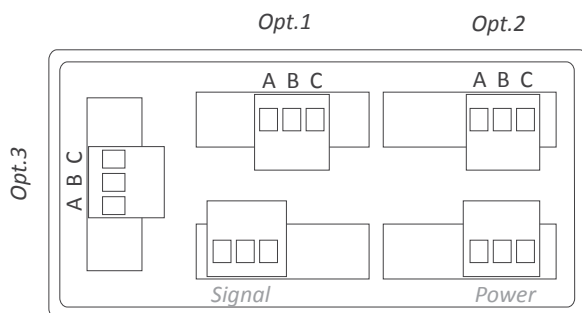 Opt.1 Opt.2
A B C A B C
Opt.3
A B C
Signal Power